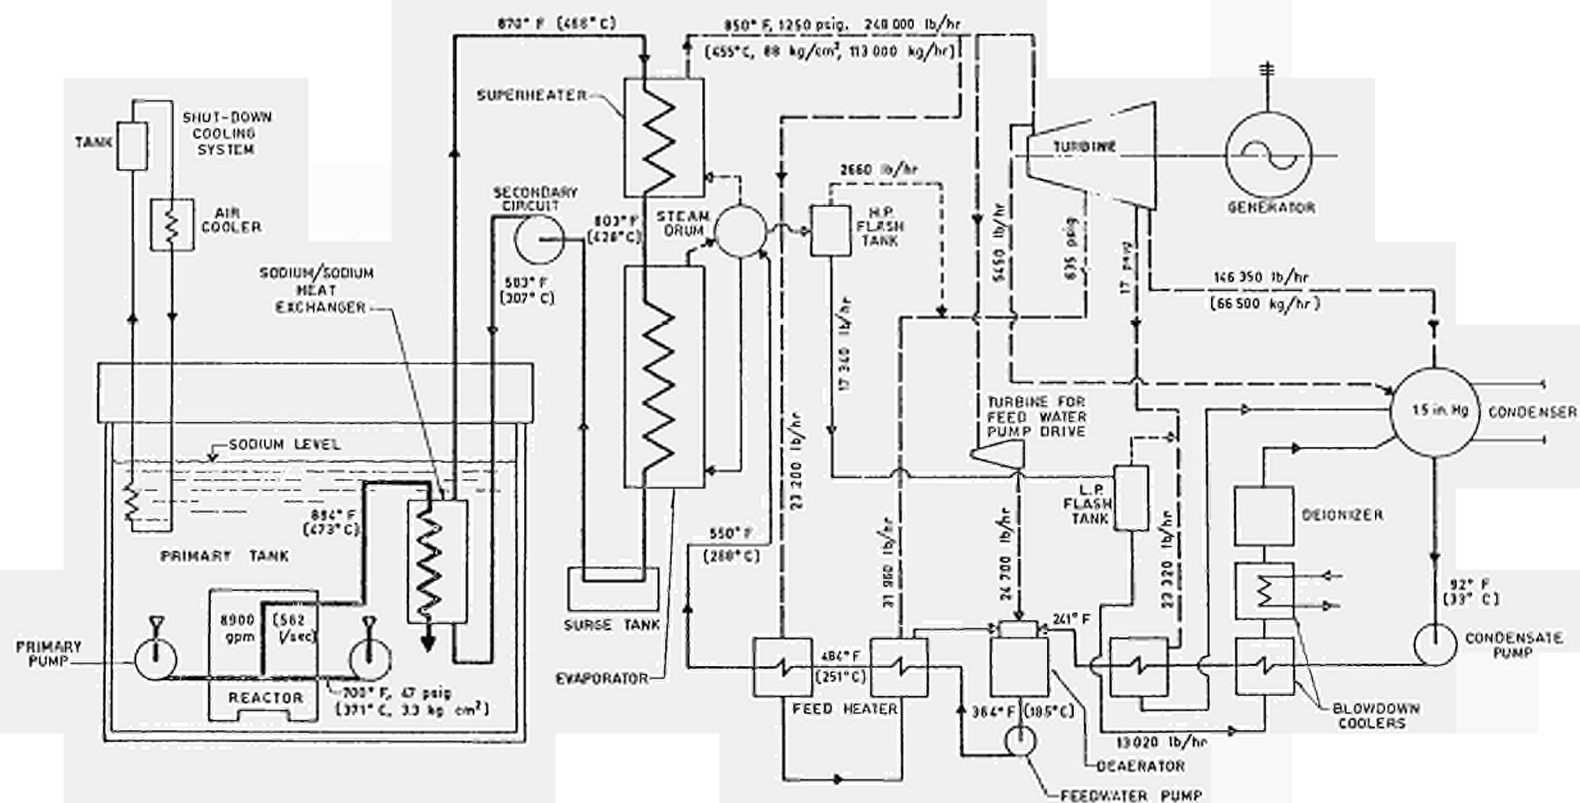 870° F (466° C)
850° F, 1250 psig. 248 000 lb/hr
(455°C, 88 kg/cm², 113 000 kg/hr)
SUPERHEATER
TANK
SHUT-DOWN
COOLING
SYSTEM
AIR
COOLER
SECONDARY
CIRCUIT
583° F
(307° C)
803° F
(428° C)
STEAM
DRUM
2660 lb/hr
H.P.
FLASH
TANK
TURBINE
GENERATOR
5450 lb/hr
635 psig
17 psig
146 350 lb/hr
(66 500 kg/hr)
SODIUM/SODIUM
HEAT
EXCHANGER
17 340 lb/hr
TURBINE FOR
FEED WATER
PUMP DRIVE
1.5 in. Hg
CONDENSER
SODIUM LEVEL
23 200 lb/hr
L.P.
FLASH
TANK
DEIONIZER
884° F
(473° C)
PRIMARY TANK
550° F
(288° C)
31 960 lb/hr
24 700 lb/hr
23 320 lb/hr
92° F
(33° C)
8900
gpm
(562
l/sec)
SURGE TANK
241° F
PRIMARY
PUMP
CONDENSATE
PUMP
484° F
(251° C)
EVAPORATOR
REACTOR
700° F, 47 psig
(371° C, 3.3 kg cm²)
FEED HEATER
364° F (185°C)
BLOWDOWN
COOLERS
13 020 lb/hr
DEAERATOR
FEEDWATER PUMP